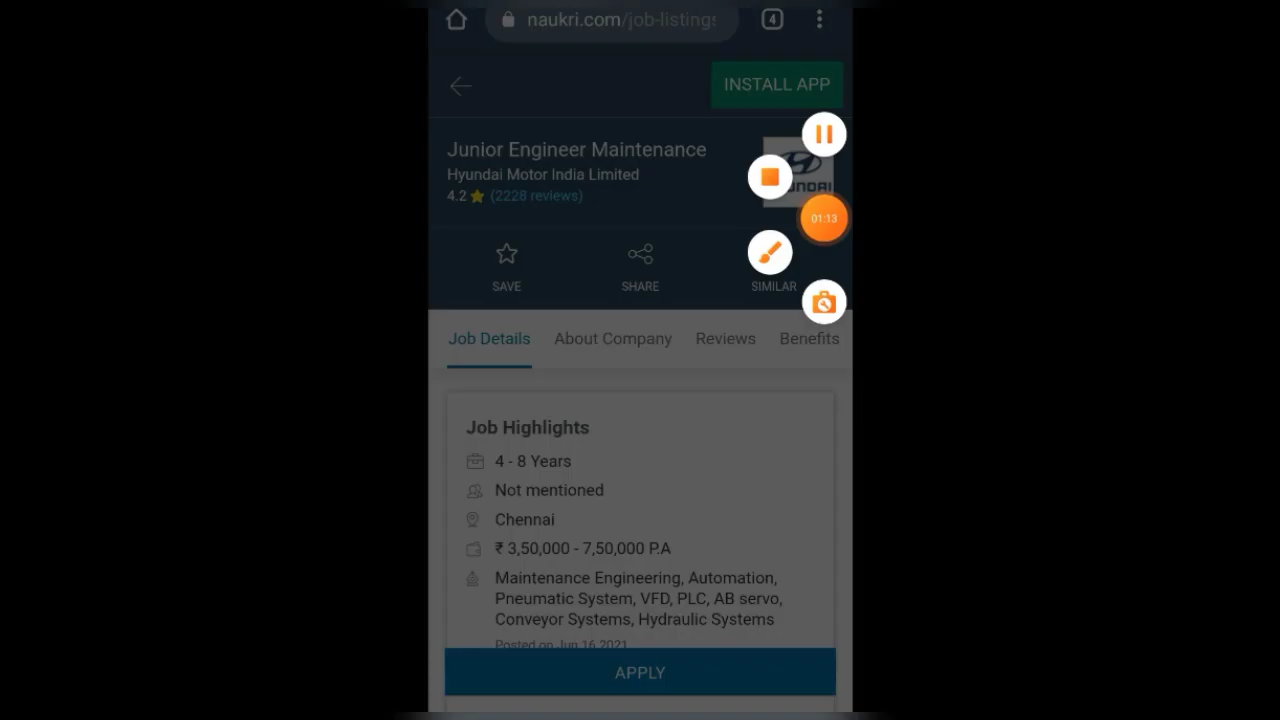 naukri.com/job-listings
4
INSTALL APP
Junior Engineer Maintenance
Hyundai Motor India Limited
4.2 (2228 reviews)
01:13
SAVE
SHARE
SIMILAR
Job Details
About Company
Reviews
Benefits
Job Highlights
4 - 8 Years
Not mentioned
Chennai
₹ 3,50,000 - 7,50,000 P.A
Maintenance Engineering, Automation,
Pneumatic System, VFD, PLC, AB servo,
Conveyor Systems, Hydraulic Systems
Posted on Jun 16 2021
APPLY